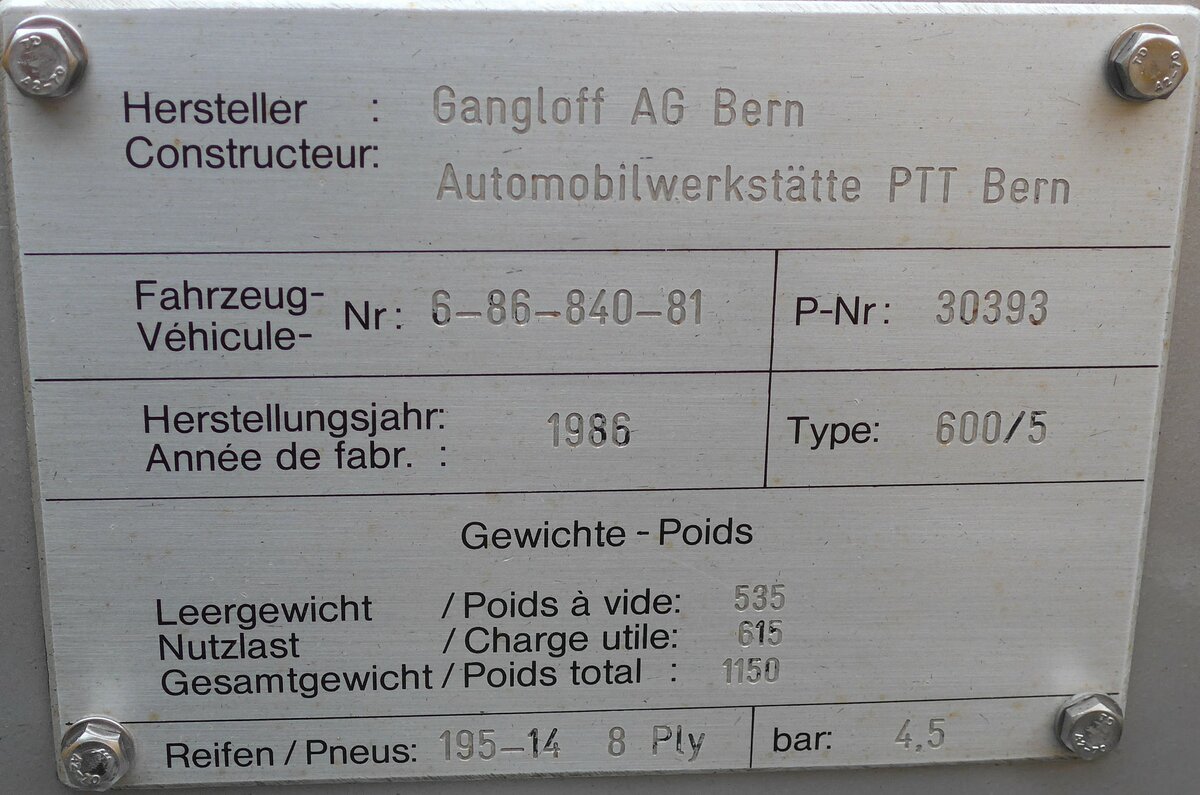 Hersteller : Gangloff AG Bern
Constructeur: Automobilwerkstätte PTT Bern
Fahrzeug- Nr: 6–86–840–81 P-Nr: 30393
Véhicule-
Herstellungsjahr: 1986 Type: 600/5
Année de fabr. :
Gewichte - Poids
Leergewicht / Poids à vide: 535
Nutzlast / Charge utile: 615
Gesamtgewicht / Poids total : 1150
Reifen / Pneus: 195–14 8 Ply bar: 4,5